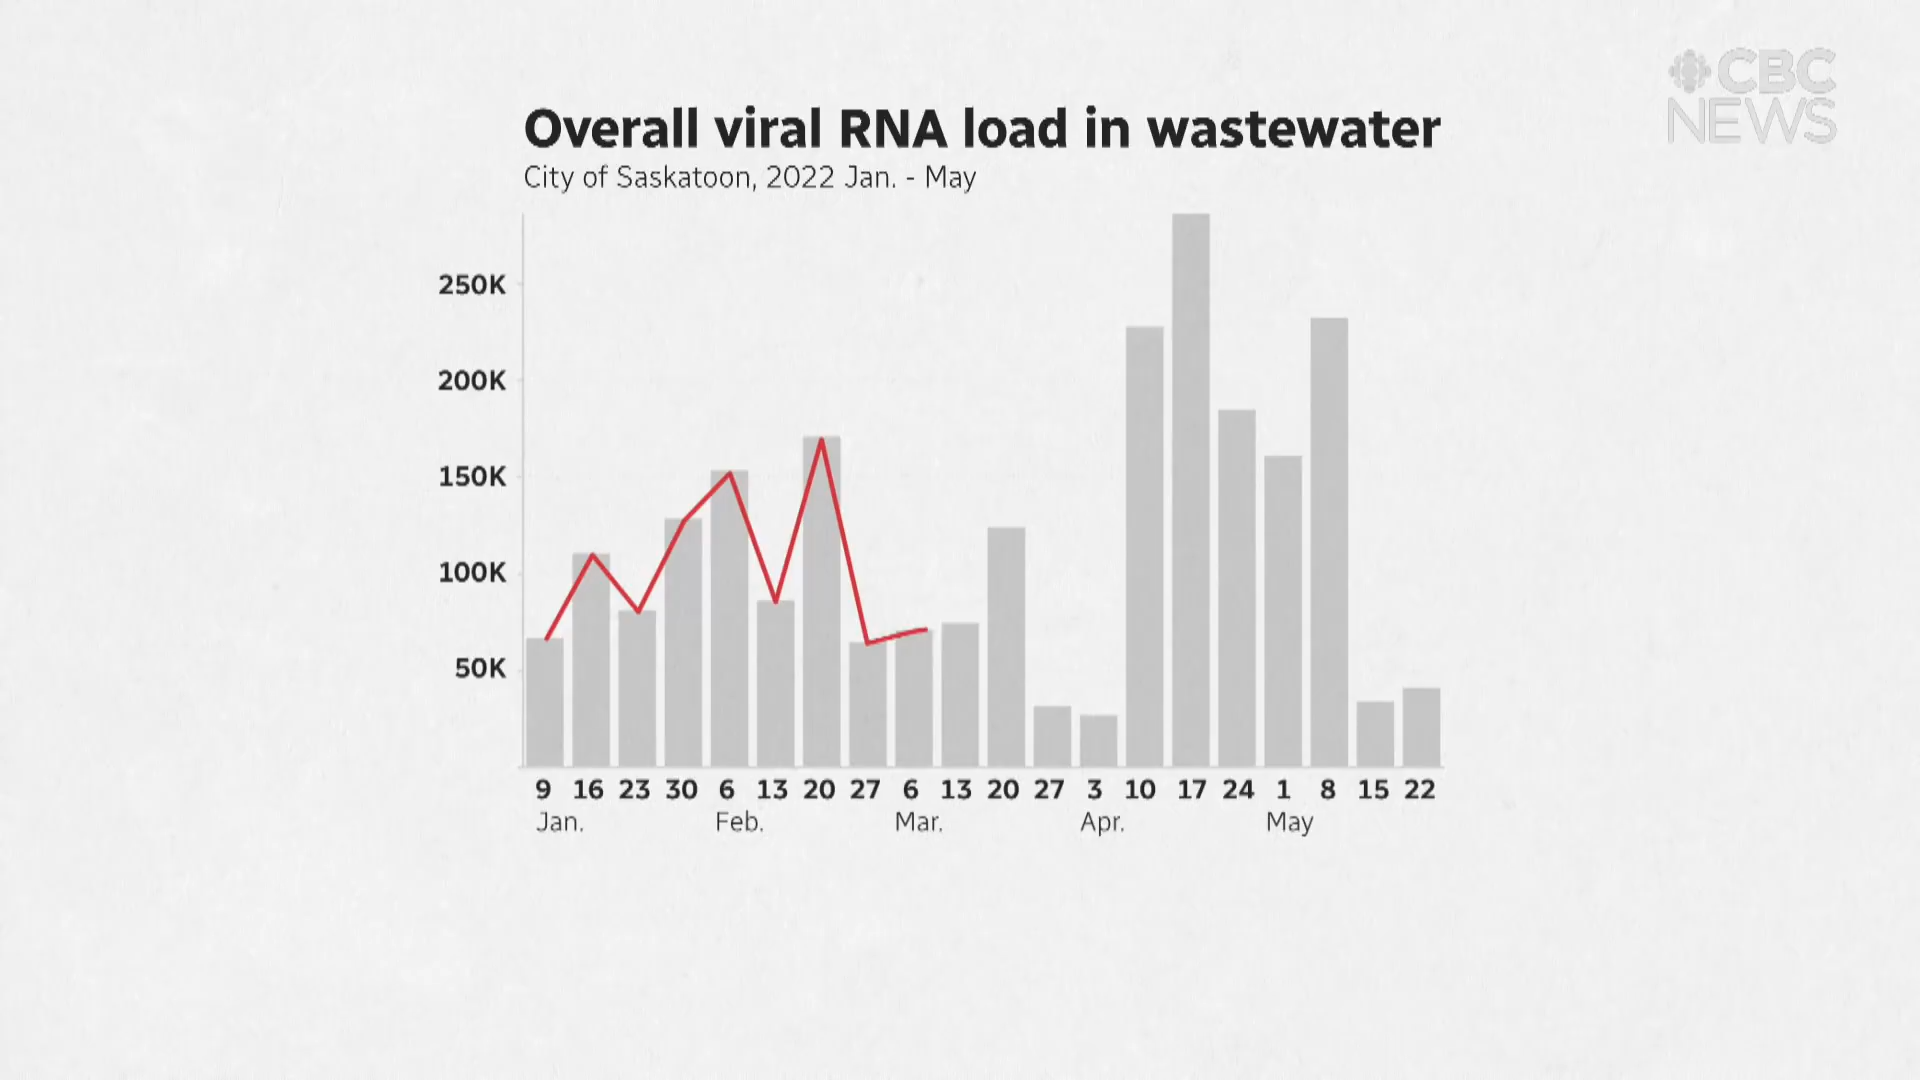 CBC
NEWS
Overall viral RNA load in wastewater
City of Saskatoon, 2022 Jan. - May
250K
200K
150K
100K
50K
9 16 23 30 6 13 20 27 6 13 20 27 3 10 17 24 1 8 15 22
Jan. Feb. Mar. Apr. May